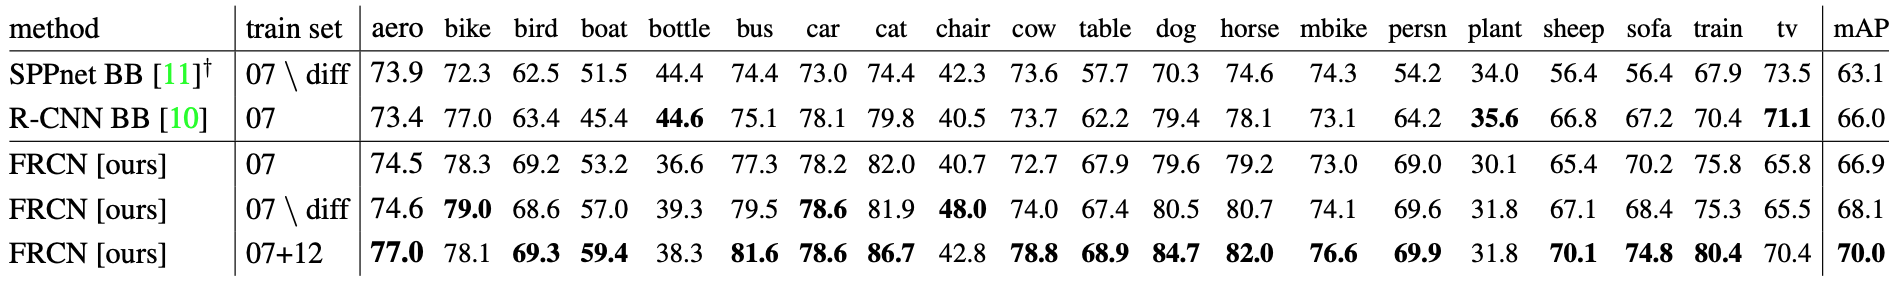 method train set aero bike bird boat bottle bus car cat chair cow table dog horse mbike persn plant sheep sofa train tv mAP
SPPnet BB [11]† 07 \ diff 73.9 72.3 62.5 51.5 44.4 74.4 73.0 74.4 42.3 73.6 57.7 70.3 74.6 74.3 54.2 34.0 56.4 56.4 67.9 73.5 63.1
R-CNN BB [10] 07 73.4 77.0 63.4 45.4 44.6 75.1 78.1 79.8 40.5 73.7 62.2 79.4 78.1 73.1 64.2 35.6 66.8 67.2 70.4 71.1 66.0
FRCN [ours] 07 74.5 78.3 69.2 53.2 36.6 77.3 78.2 82.0 40.7 72.7 67.9 79.6 79.2 73.0 69.0 30.1 65.4 70.2 75.8 65.8 66.9
FRCN [ours] 07 \ diff 74.6 79.0 68.6 57.0 39.3 79.5 78.6 81.9 48.0 74.0 67.4 80.5 80.7 74.1 69.6 31.8 67.1 68.4 75.3 65.5 68.1
FRCN [ours] 07+12 77.0 78.1 69.3 59.4 38.3 81.6 78.6 86.7 42.8 78.8 68.9 84.7 82.0 76.6 69.9 31.8 70.1 74.8 80.4 70.4 70.0